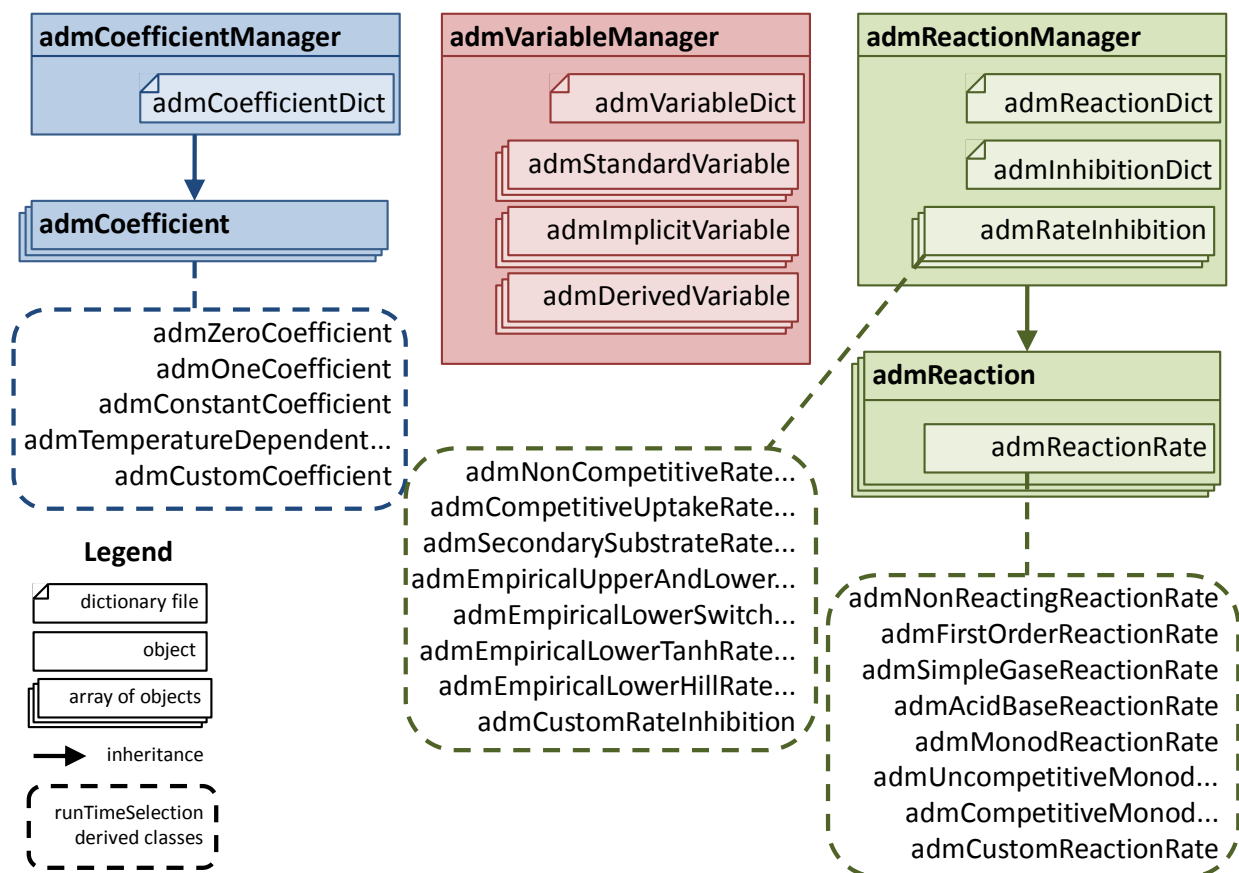 admCoefficientManager
admCoefficientDict
admCoefficient
admZeroCoefficient
admOneCoefficient
admConstantCoefficient
admTemperatureDependent...
admCustomCoefficient
admVariableManager
admVariableDict
admStandardVariable
admImplicitVariable
admDerivedVariable
admReactionManager
admReactionDict
admInhibitionDict
admRateInhibition
admReaction
admReactionRate
admNonCompetitiveRate...
admCompetitiveUptakeRate...
admSecondarySubstrateRate...
admEmpiricalUpperAndLower...
admEmpiricalLowerSwitch...
admEmpiricalLowerTanhRate...
admEmpiricalLowerHillRate...
admCustomRateInhibition
admNonReactingReactionRate
admFirstOrderReactionRate
admSimpleGaseReactionRate
admAcidBaseReactionRate
admMonodReactionRate
admUncompetitiveMonod...
admCompetitiveMonod...
admCustomReactionRate
Legend
dictionary file
object
array of objects
inheritance
runTimeSelection
derived classes